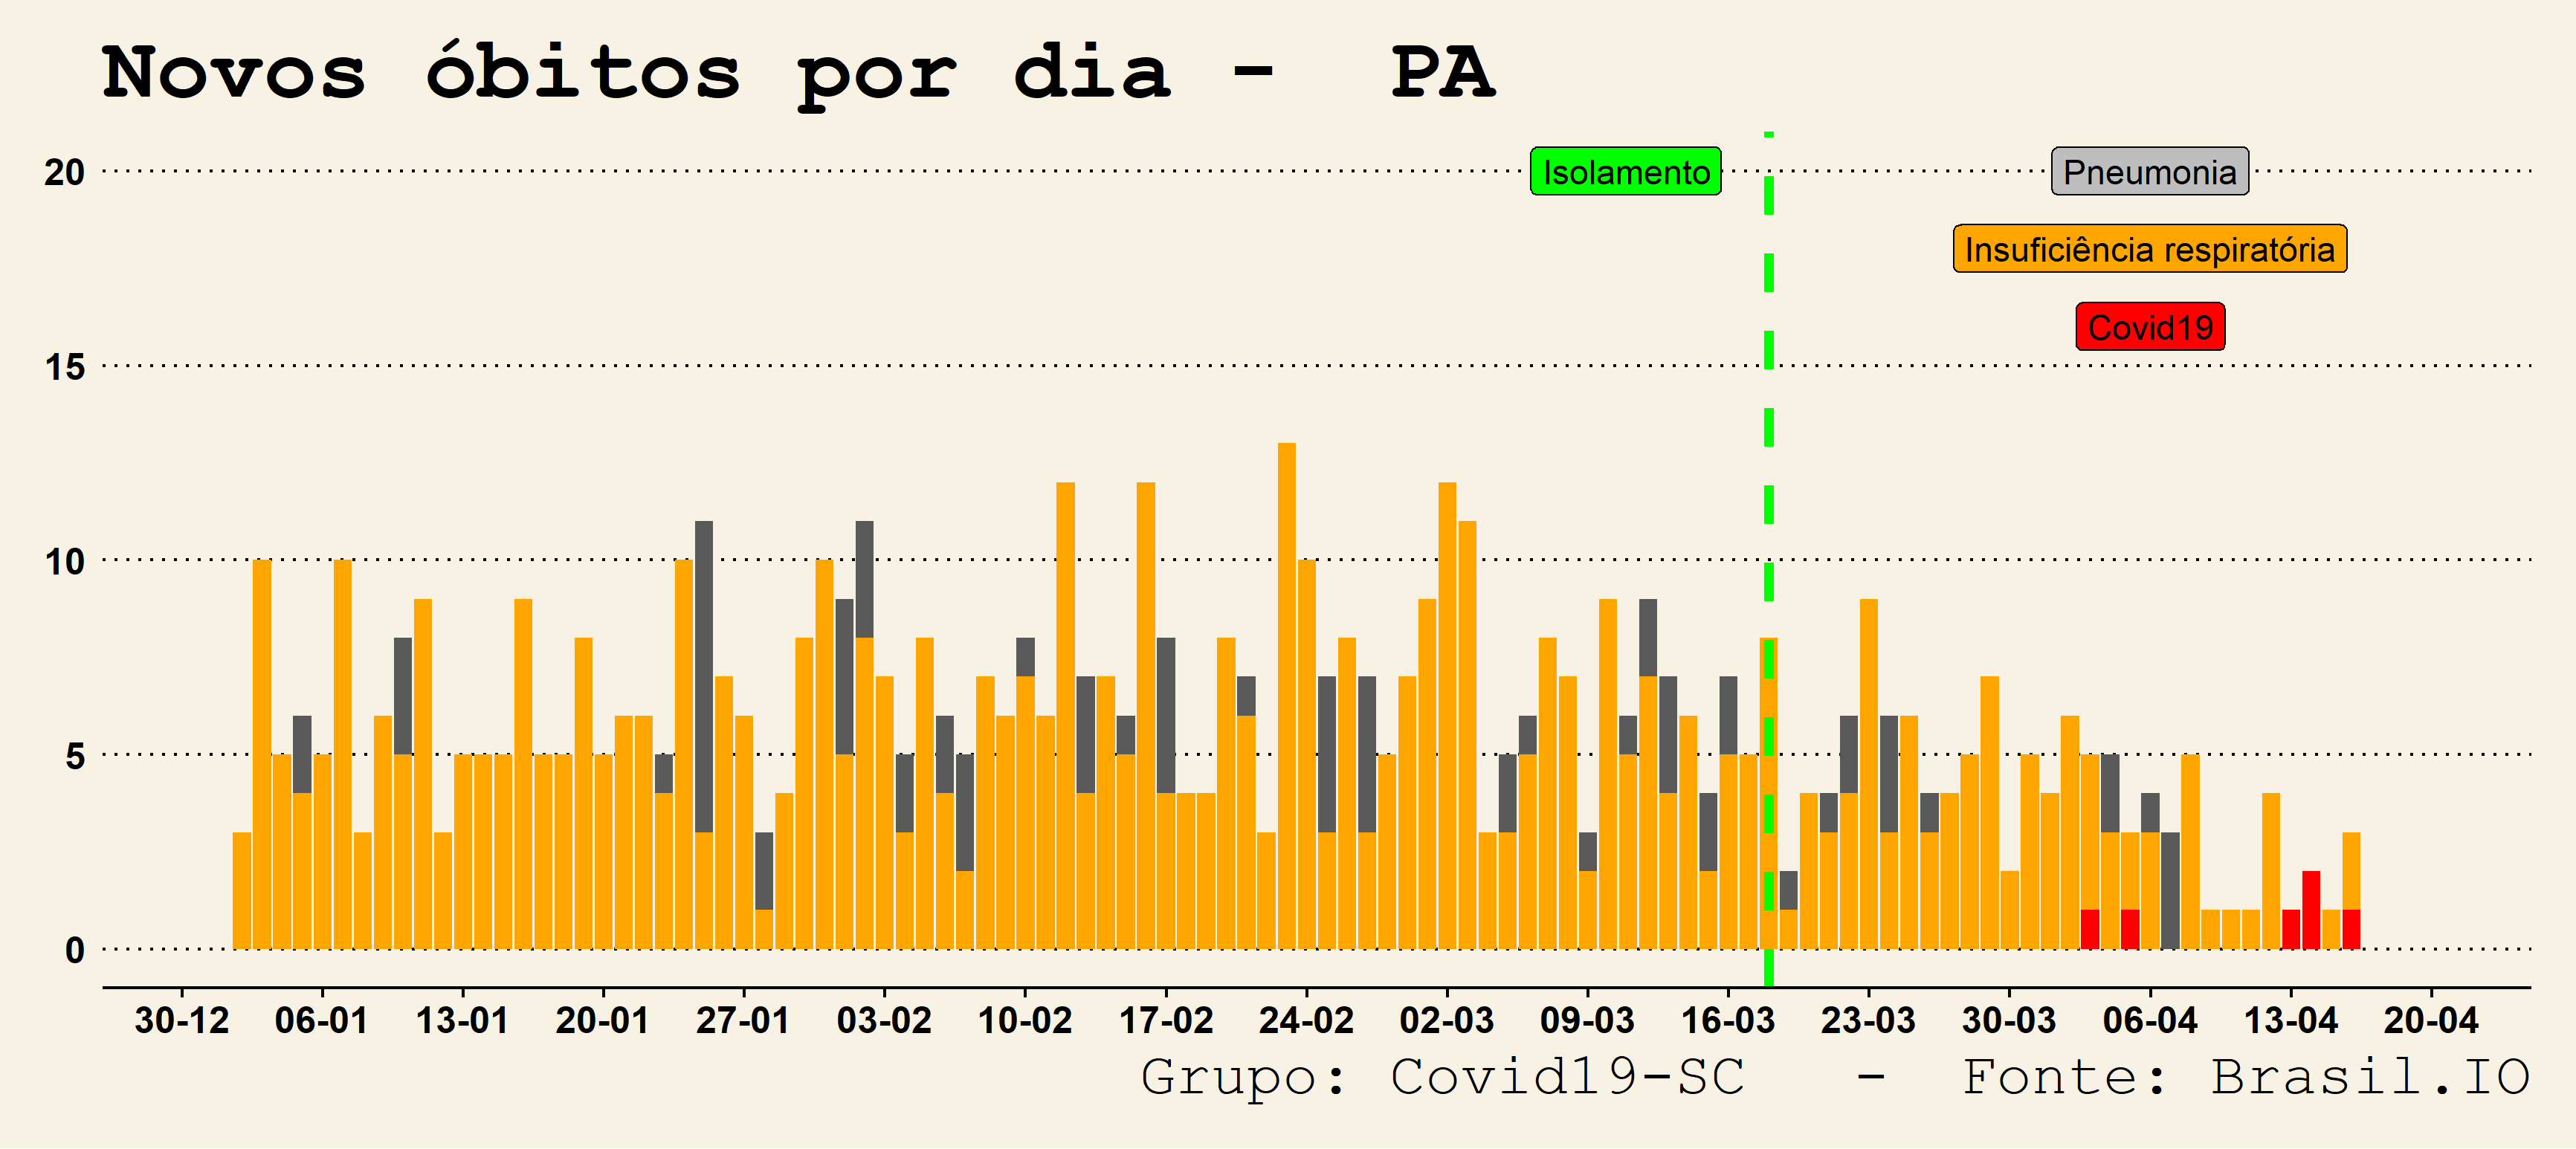 Novos óbitos por dia - PA
20
Isolamento
Pneumonia
Insuficiência respiratória
Covid19
15
10
5
0
30-12 06-01 13-01 20-01 27-01 03-02 10-02 17-02 24-02 02-03 09-03 16-03 23-03 30-03 06-04 13-04 20-04
Grupo: Covid19-SC - Fonte: Brasil.IO